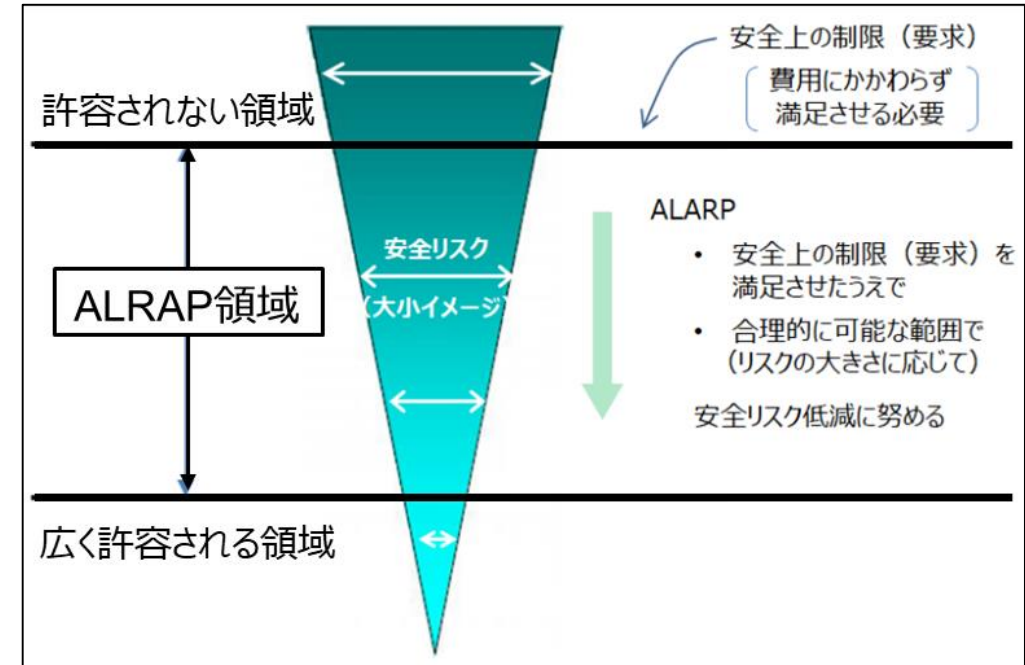 安全上の制限（要求）
費用にかかわらず
満足させる必要
許容されない領域
ALRAP領域
安全リスク
（大小イメージ）
ALARP
• 安全上の制限（要求）を
満足させたうえで
• 合理的に可能な範囲で
（リスクの大きさに応じて）
安全リスク低減に努める
広く許容される領域